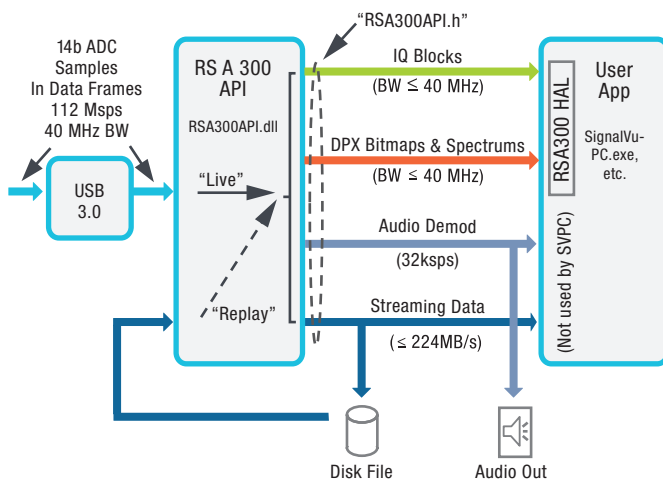 14b ADC
Samples
In Data Frames
112 Msps
40 MHz BW
USB
3.0
RS A 300
API
RSA300API.dll
“Live”
“Replay”
“RSA300API.h”
IQ Blocks
(BW ≤ 40 MHz)
DPX Bitmaps & Spectrums
(BW ≤ 40 MHz)
Audio Demod
(32ksps)
Streaming Data
(≤ 224MB/s)
RSA300 HAL
(Not used by SVPC)
User
App
SignalVu-
PC.exe,
etc.
Disk File
Audio Out